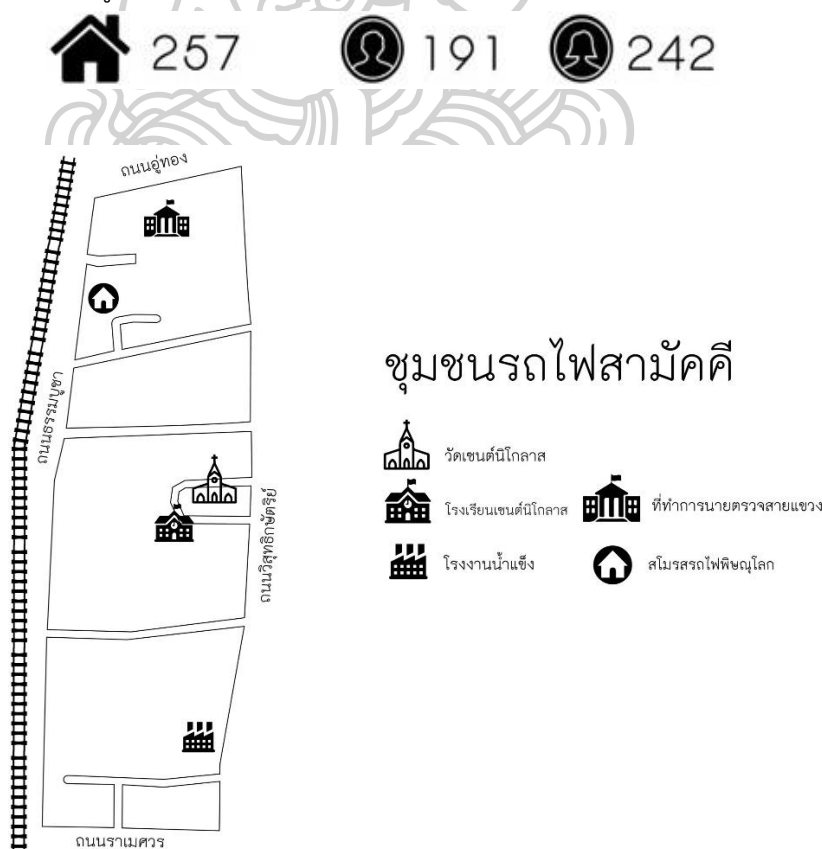 257 191 242
ถนนอู่ทอง
ถนนธรรมบูชา
ชุมชนรถไฟสามัคคี
วัดเซนต์นิโกลาส
โรงเรียนเซนต์นิโกลาส
ที่ทำการนายตรวจสายแขวง
โรงงานน้ำแข็ง
สโมรสรถไฟพิษณุโลก
ถนนวิสุทธิกษัตริย์
ถนนราเมศวร